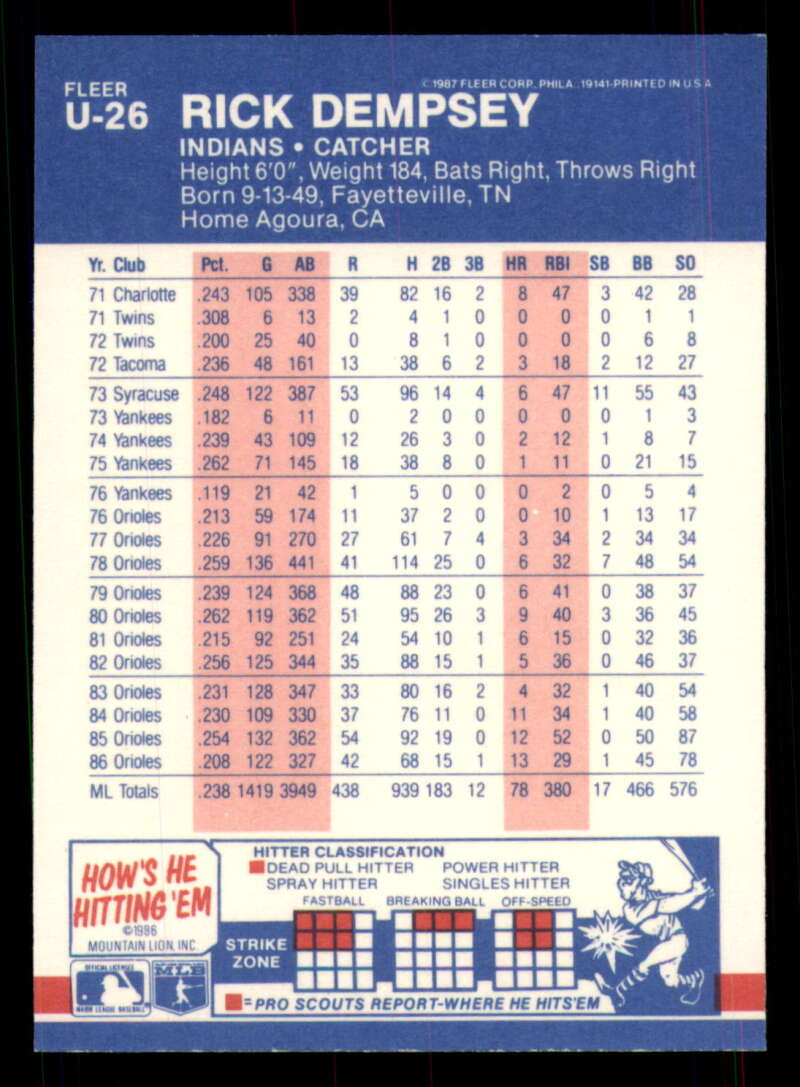 FLEER
U-26
RICK DEMPSEY
© 1987 FLEER CORP. PHILA. 19141-PRINTED IN U S A
INDIANS • CATCHER
Height 6'0", Weight 184, Bats Right, Throws Right
Born 9-13-49, Fayetteville, TN
Home Agoura, CA
Yr. Club Pct. G AB R H 2B 3B HR RBI SB BB SO
71 Charlotte .243 105 338 39 82 16 2 8 47 3 42 28
71 Twins .308 6 13 2 4 1 0 0 0 0 1 1
72 Twins .200 25 40 0 8 1 0 0 0 0 6 8
72 Tacoma .236 48 161 13 38 6 2 3 18 2 12 27
73 Syracuse .248 122 387 53 96 14 4 6 47 11 55 43
73 Yankees .182 6 11 0 2 0 0 0 0 0 1 3
74 Yankees .239 43 109 12 26 3 0 2 12 1 8 7
75 Yankees .262 71 145 18 38 8 0 1 11 0 21 15
76 Yankees .119 21 42 1 5 0 0 0 2 0 5 4
76 Orioles .213 59 174 11 37 2 0 0 10 1 13 17
77 Orioles .226 91 270 27 61 7 4 3 34 2 34 34
78 Orioles .259 136 441 41 114 25 0 6 32 7 48 54
79 Orioles .239 124 368 48 88 23 0 6 41 0 38 37
80 Orioles .262 119 362 51 95 26 3 9 40 3 36 45
81 Orioles .215 92 251 24 54 10 1 6 15 0 32 36
82 Orioles .256 125 344 35 88 15 1 5 36 0 46 37
83 Orioles .231 128 347 33 80 16 2 4 32 1 40 54
84 Orioles .230 109 330 37 76 11 0 11 34 1 40 58
85 Orioles .254 132 362 54 92 19 0 12 52 0 50 87
86 Orioles .208 122 327 42 68 15 1 13 29 1 45 78
ML Totals .238 1419 3949 438 939 183 12 78 380 17 466 576
HOW'S HE
HITTING 'EM
©1986
MOUNTAIN LION, INC.
HITTER CLASSIFICATION
DEAD PULL HITTER POWER HITTER
SPRAY HITTER SINGLES HITTER
FASTBALL BREAKING BALL OFF-SPEED
STRIKE
ZONE
=PRO SCOUTS REPORT-WHERE HE HITS'EM
OFFICIAL LICENSEE
MAJOR LEAGUE BASEBALL
MLB